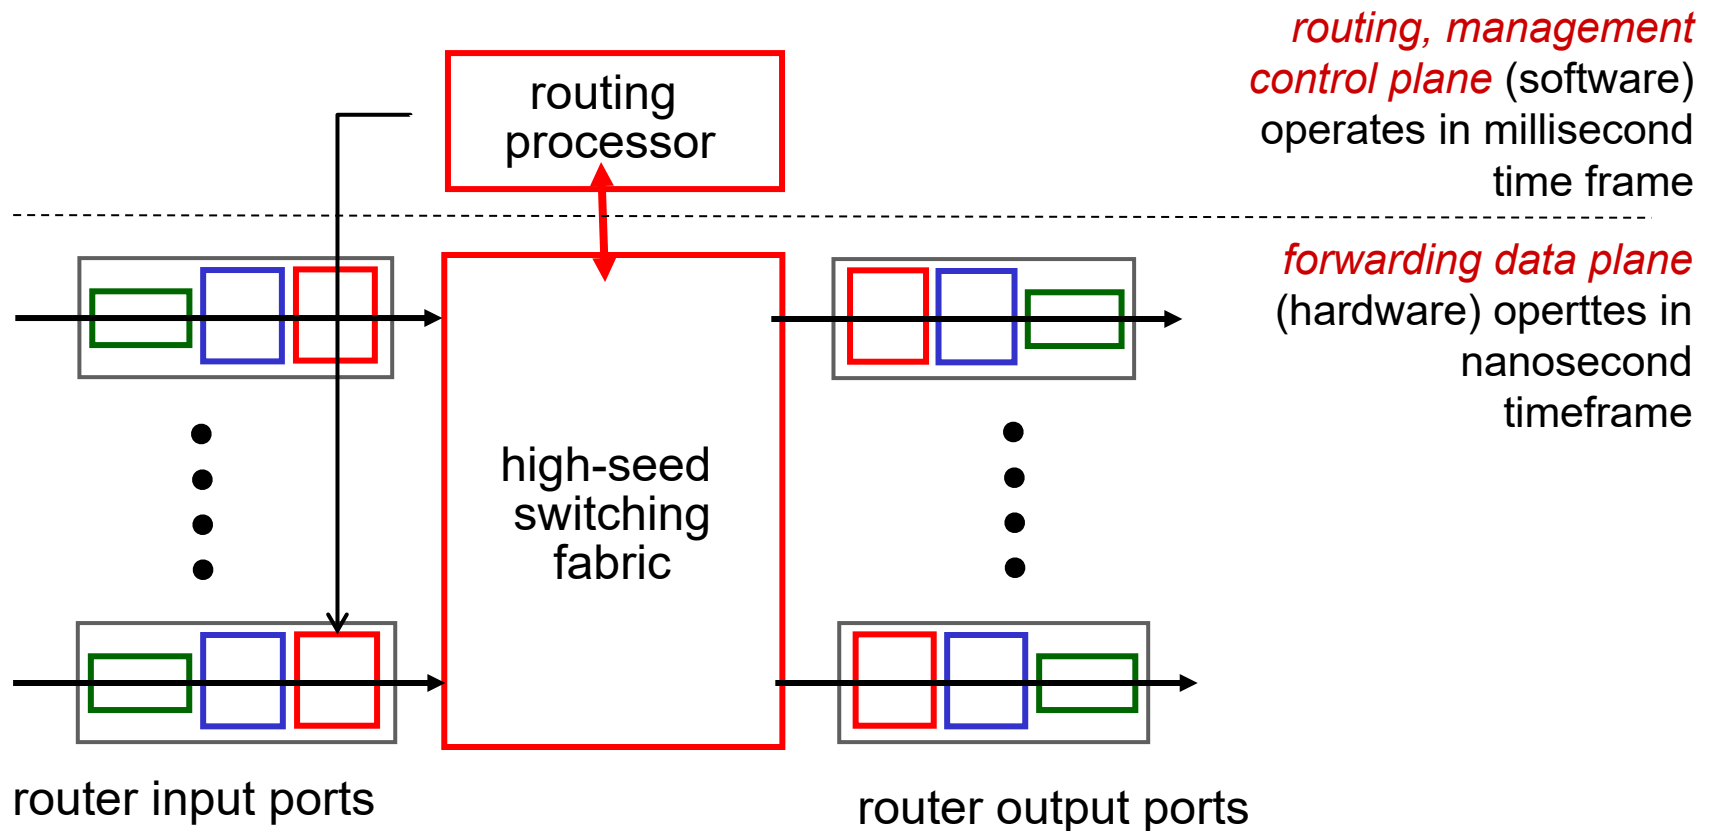 routing, management
control plane (software)
operates in millisecond
time frame
routing
processor
forwarding data plane
(hardware) operttes in
nanosecond
timeframe
high-seed
switching
fabric
router input ports
router output ports